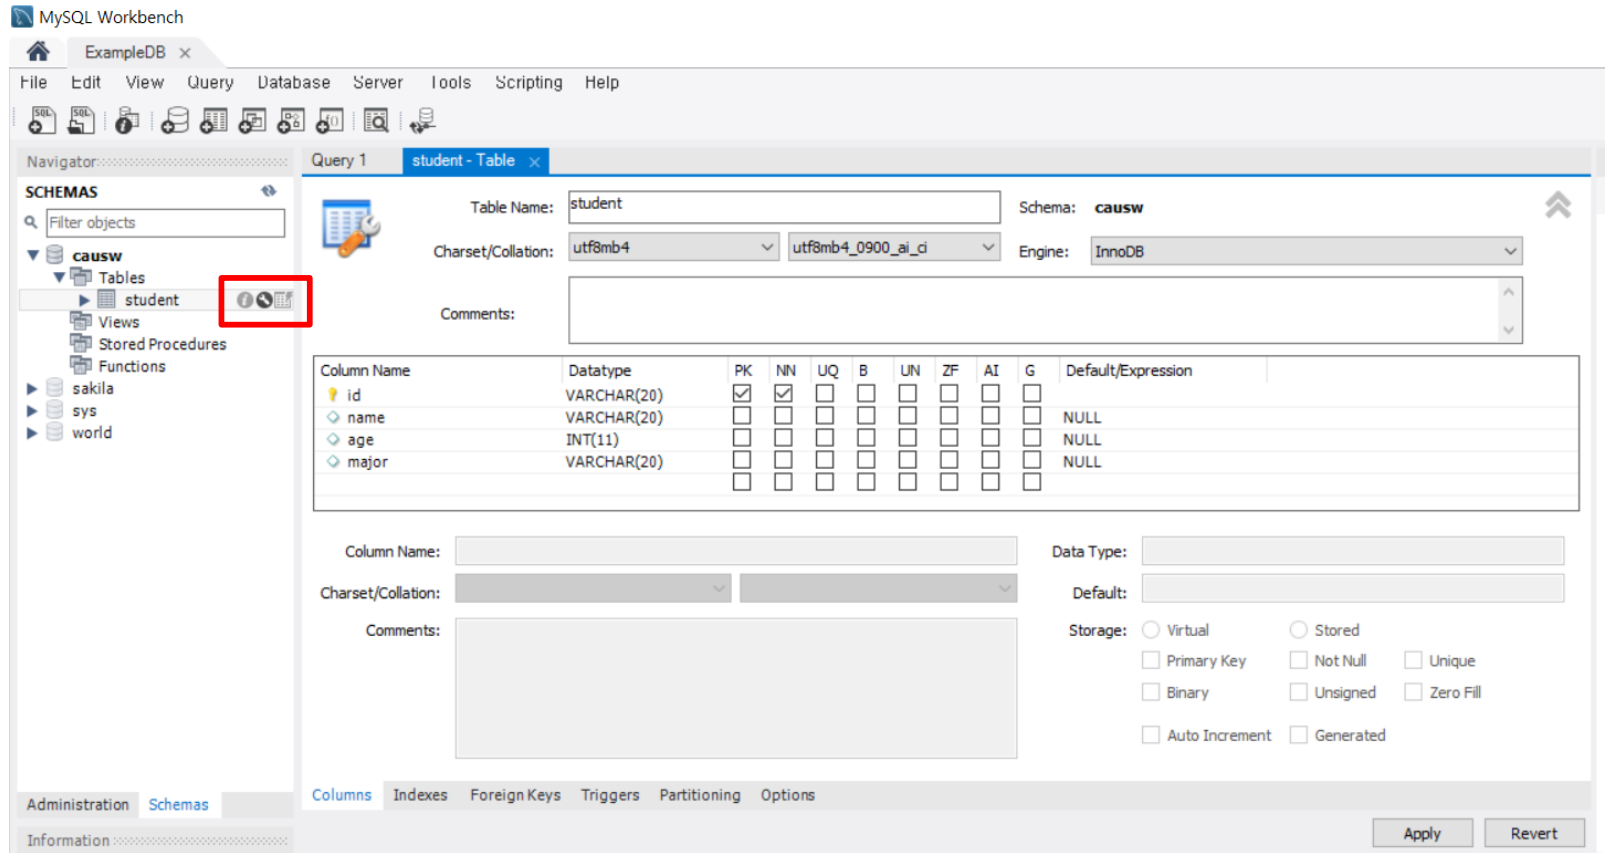 MySQL Workbench
ExampleDB
File Edit View Query Database Server Tools Scripting Help
SQL SQL
Navigator
Query 1 student - Table
SCHEMAS
Filter objects
causw
Tables
student
Views
Stored Procedures
Functions
sakila
sys
world
Table Name: student Schema: causw
Charset/Collation: utf8mb4 utf8mb4_0900_ai_ci Engine: InnoDB
Comments:
Column Name Datatype PK NN UQ B UN ZF AI G Default/Expression
id VARCHAR(20)
name VARCHAR(20) NULL
age INT(11) NULL
major VARCHAR(20) NULL
Column Name: Data Type:
Charset/Collation: Default:
Comments: Storage: Virtual Stored
Primary Key Not Null Unique
Binary Unsigned Zero Fill
Auto Increment Generated
Administration Schemas
Columns Indexes Foreign Keys Triggers Partitioning Options
Information
Apply Revert